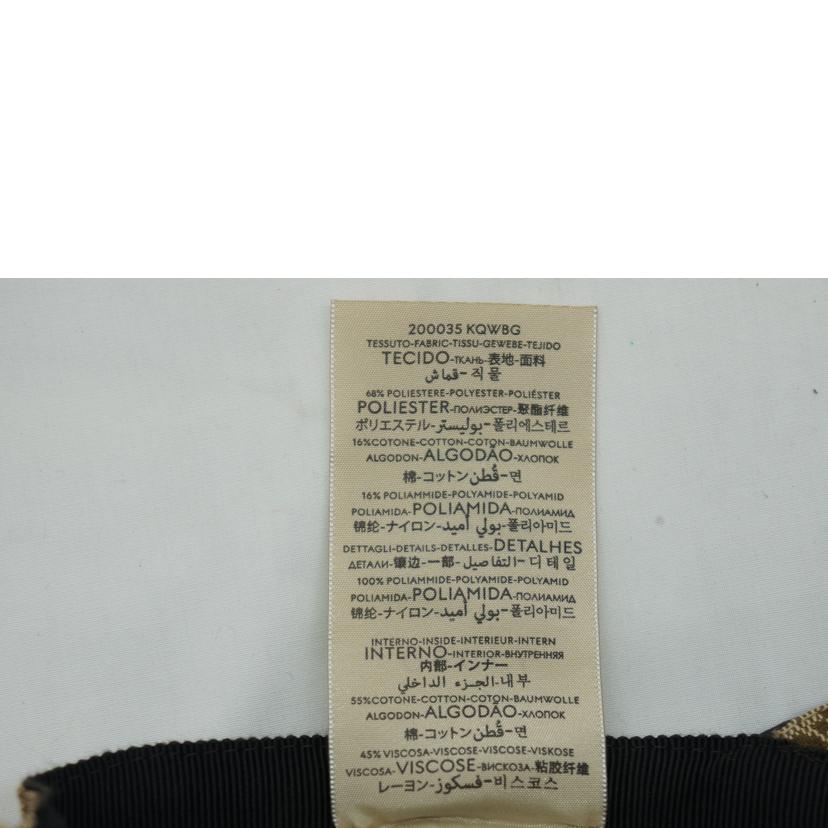 200035 KQWBG
TESSUTO-FABRIC-TISSU-GEWEBE-TEJIDO
TECIDO-ТКАНЬ-表地-面料
قماش-직물
68% POLIESTERE-POLYESTER-POLIÉSTER
POLIESTER-ПОЛИЭСТЕР-聚酯纤维
ポリエステル-بوليستر-폴리에스테르
16%COTONE-COTTON-COTON-BAUMWOLLE
ALGODON-ALGODÃO-ХЛОПОК
棉-コットン-قُطن-면
16% POLIAMMIDE-POLYAMIDE-POLYAMID
POLIAMIDA-POLIAMIDA-ПОЛИАМИД
锦纶-ナイロン-بولي أميد-폴리아미드
DETTAGLI-DETAILS-DETALLES-DETALHES
ДЕТАЛИ-镶边-一部-التفاصيل-디테일
100% POLIAMMIDE-POLYAMIDE-POLYAMID
POLIAMIDA-POLIAMIDA-ПОЛИАМИД
锦纶-ナイロン-بولي أميد-폴리아미드
INTERNO-INSIDE-INTERIEUR-INTERN
INTERNO-INTERIOR-ВНУТРЕННЯЯ
内部-インナー
الجزء الداخلي-내부
55%COTONE-COTTON-COTON-BAUMWOLLE
ALGODON-ALGODÃO-ХЛОПОК
棉-コットン-قُطن-면
45% VISCOSA-VISCOSE-VISCOSE-VISKOSE
VISCOSA-VISCOSE-ВИСКОЗА-粘胶纤维
レーヨン-فسكوز-비스코스